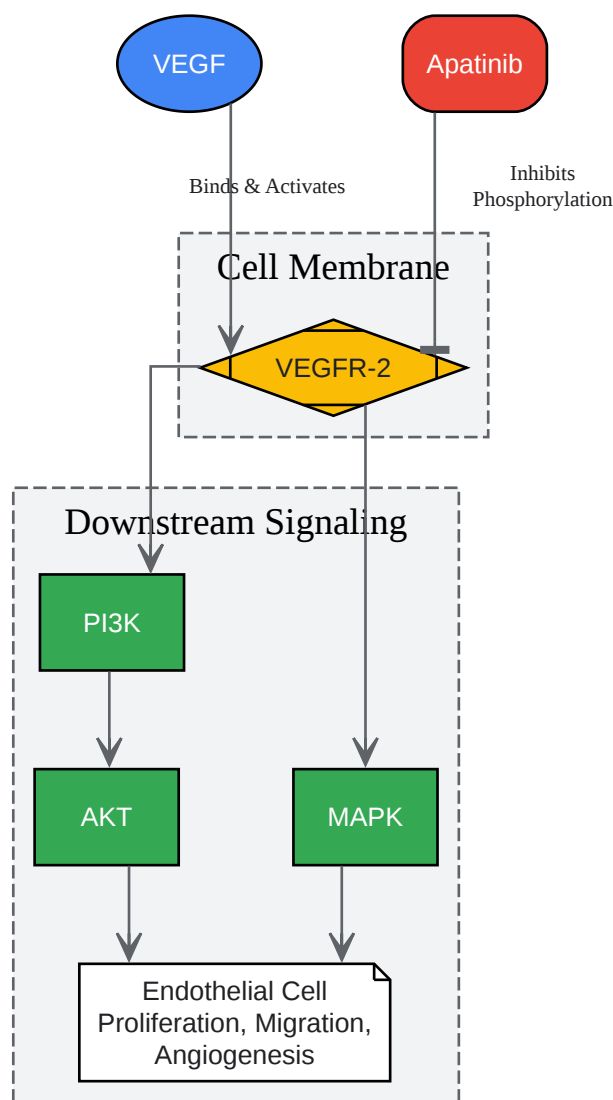 VEGF
Apatinib
Binds & Activates
Inhibits
Phosphorylation
Cell Membrane
VEGFR-2
Downstream Signaling
PI3K
AKT
MAPK
Endothelial Cell
Proliferation, Migration,
Angiogenesis